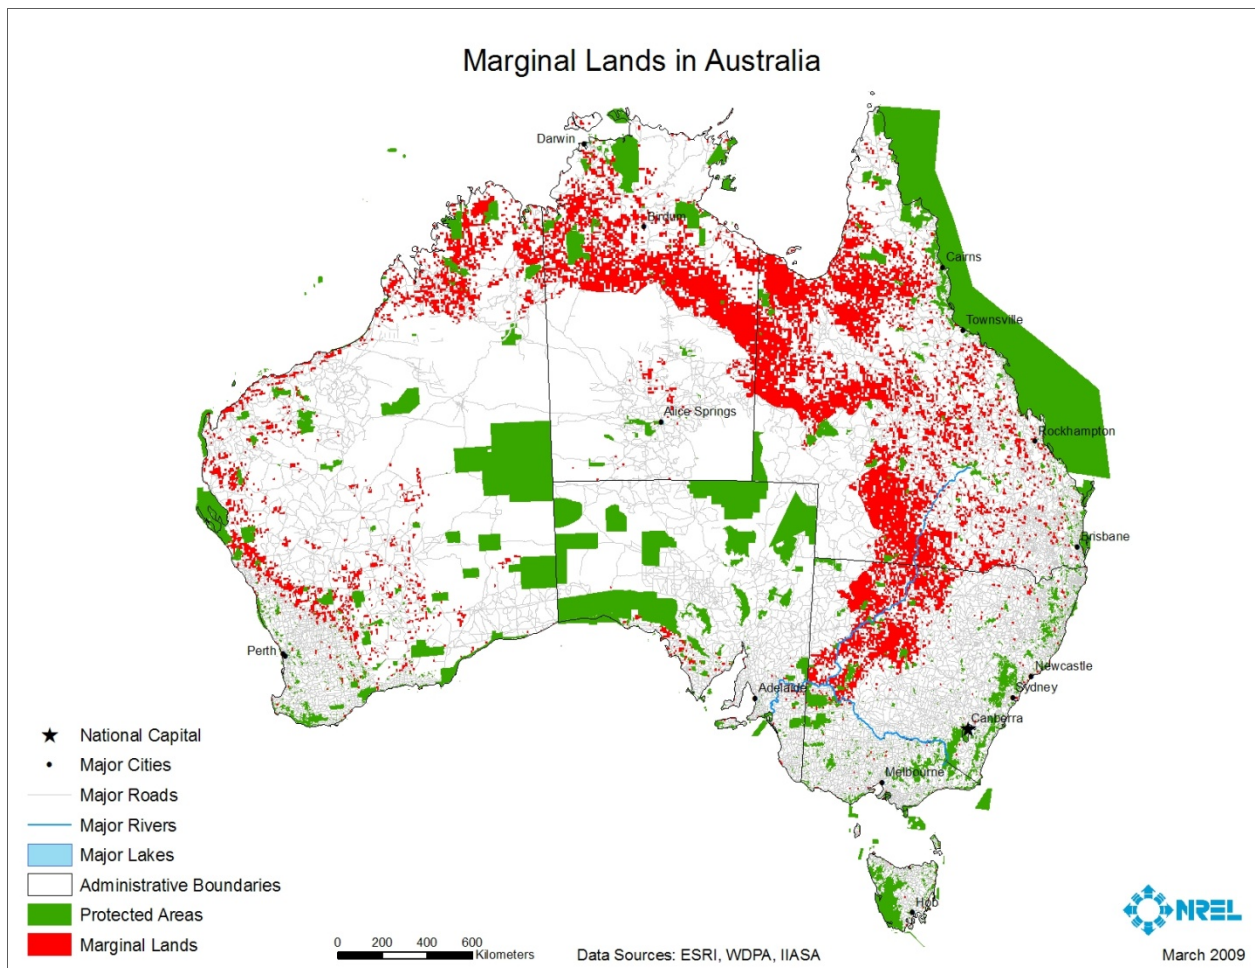 Marginal Lands in Australia
Darwin
Birdum
Cairns
Townsville
Alice Springs
Rockhampton
Brisbane
Perth
Newcastle
Adelaide
Sydney
Canberra
Melbourne
Hob
National Capital
Major Cities
Major Roads
Major Rivers
Major Lakes
Administrative Boundaries
Protected Areas
Marginal Lands
0 200 400 600
Kilometers
Data Sources: ESRI, WDPA, IIASA
NREL
March 2009